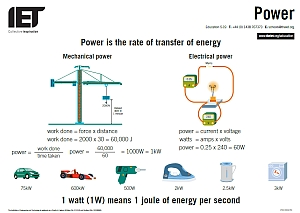 IET
Power
Power is the rate of transfer of energy
Mechanical power
Electrical power
work done = force x distance
work done = 2000 x 30 = 60,000 J
power = work done
time taken
power = 60,000
60
= 1000W = 1kW
power = current x voltage
watts = amps x volts
power = 0.25 x 240 = 60W
75kW
600kW
500W
2kW
2.5kW
3kW
1 watt (1W) means 1 joule of energy per second